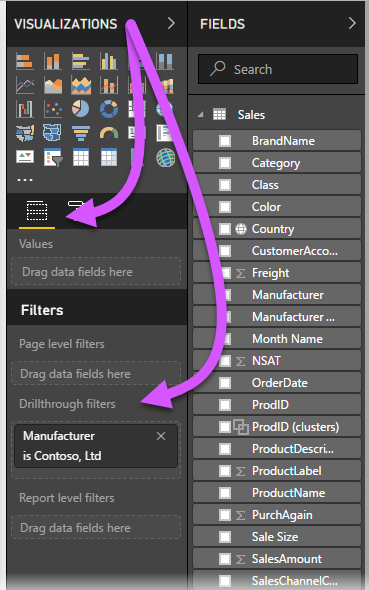 VISUALIZATIONS
Values
Drag data fields here
Filters
Page level filters
Drag data fields here
Drillthrough filters
Manufacturer
is Contoso, Ltd
Report level filters
Drag data fields here
FIELDS
Search
Sales
BrandName
Category
Class
Color
Country
CustomerAcco...
Freight
Manufacturer
Manufacturer ...
Month Name
NSAT
OrderDate
ProdID
ProdID (clusters)
ProductDescri...
ProductLabel
ProductName
PurchAgain
Sale Size
SalesAmount
SalesChannelC...